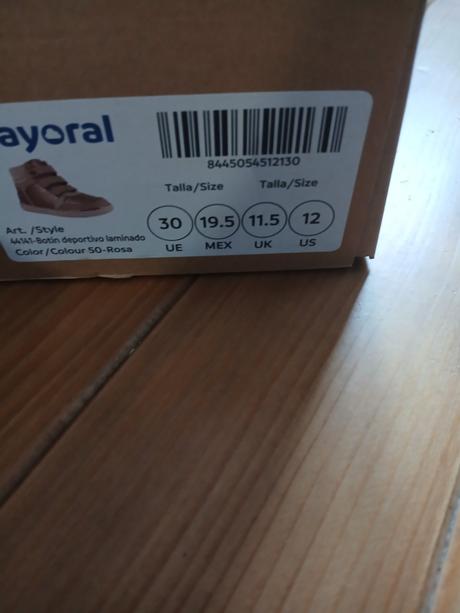 ayoral
8445054512130
Talla/Size Talla/Size
30 19.5 11.5 12
UE MEX UK US
Art. /Style
44141-Botin deportivo laminado
Color/Colour 50-Rosa